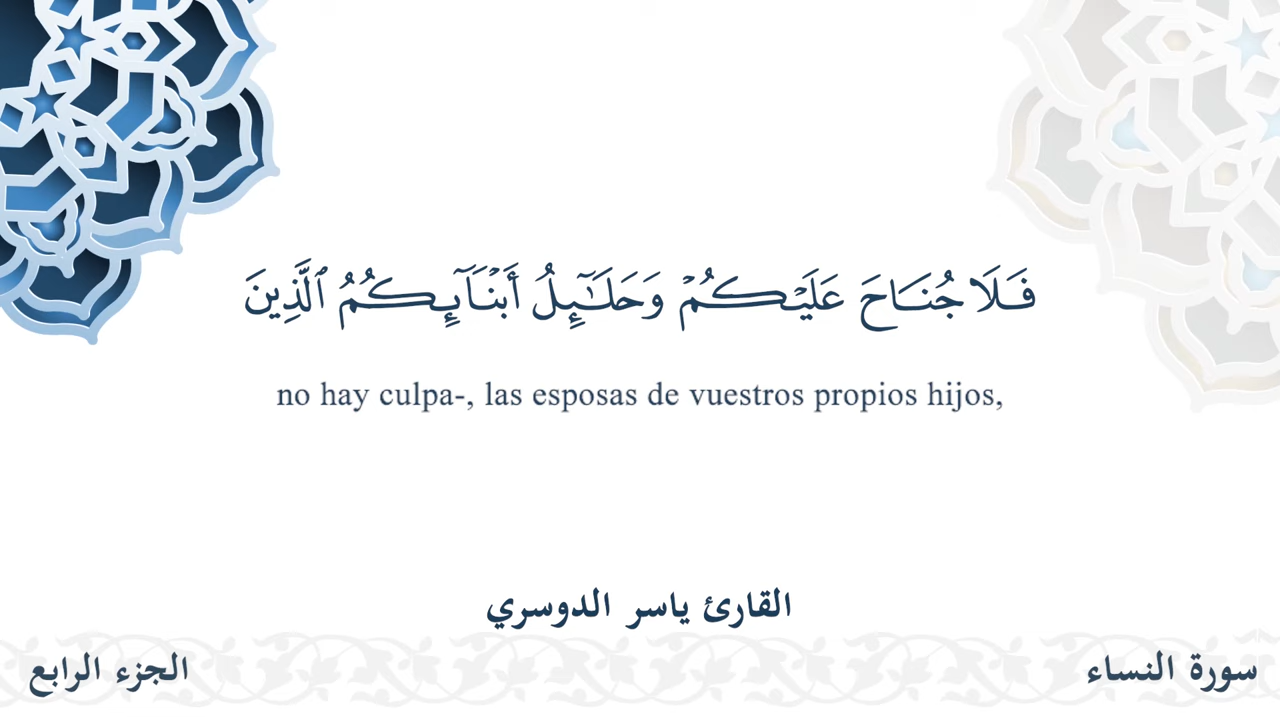 فَلَا جُنَاحَ عَلَيْكُمْ وَحَلَـٰٓئِلُ أَبْنَآئِكُمُ ٱلَّذِينَ
no hay culpa-, las esposas de vuestros propios hijos,
القارئ ياسر الدوسري
سورة النساء
الجزء الرابع